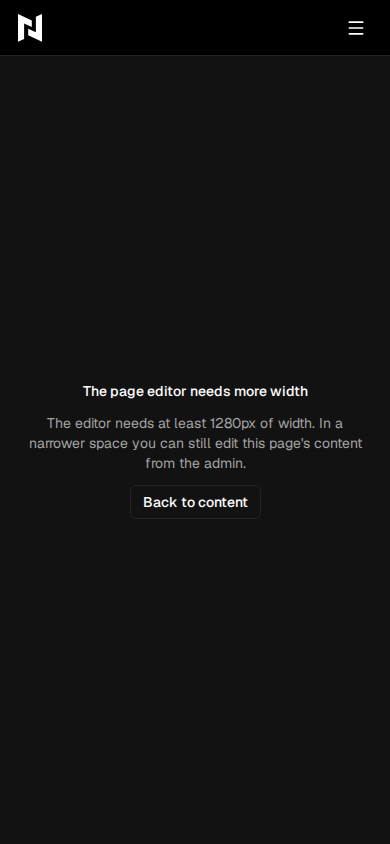 The page editor needs more width
The editor needs at least 1280px of width. In a
narrower space you can still edit this page's content
from the admin.
Back to content